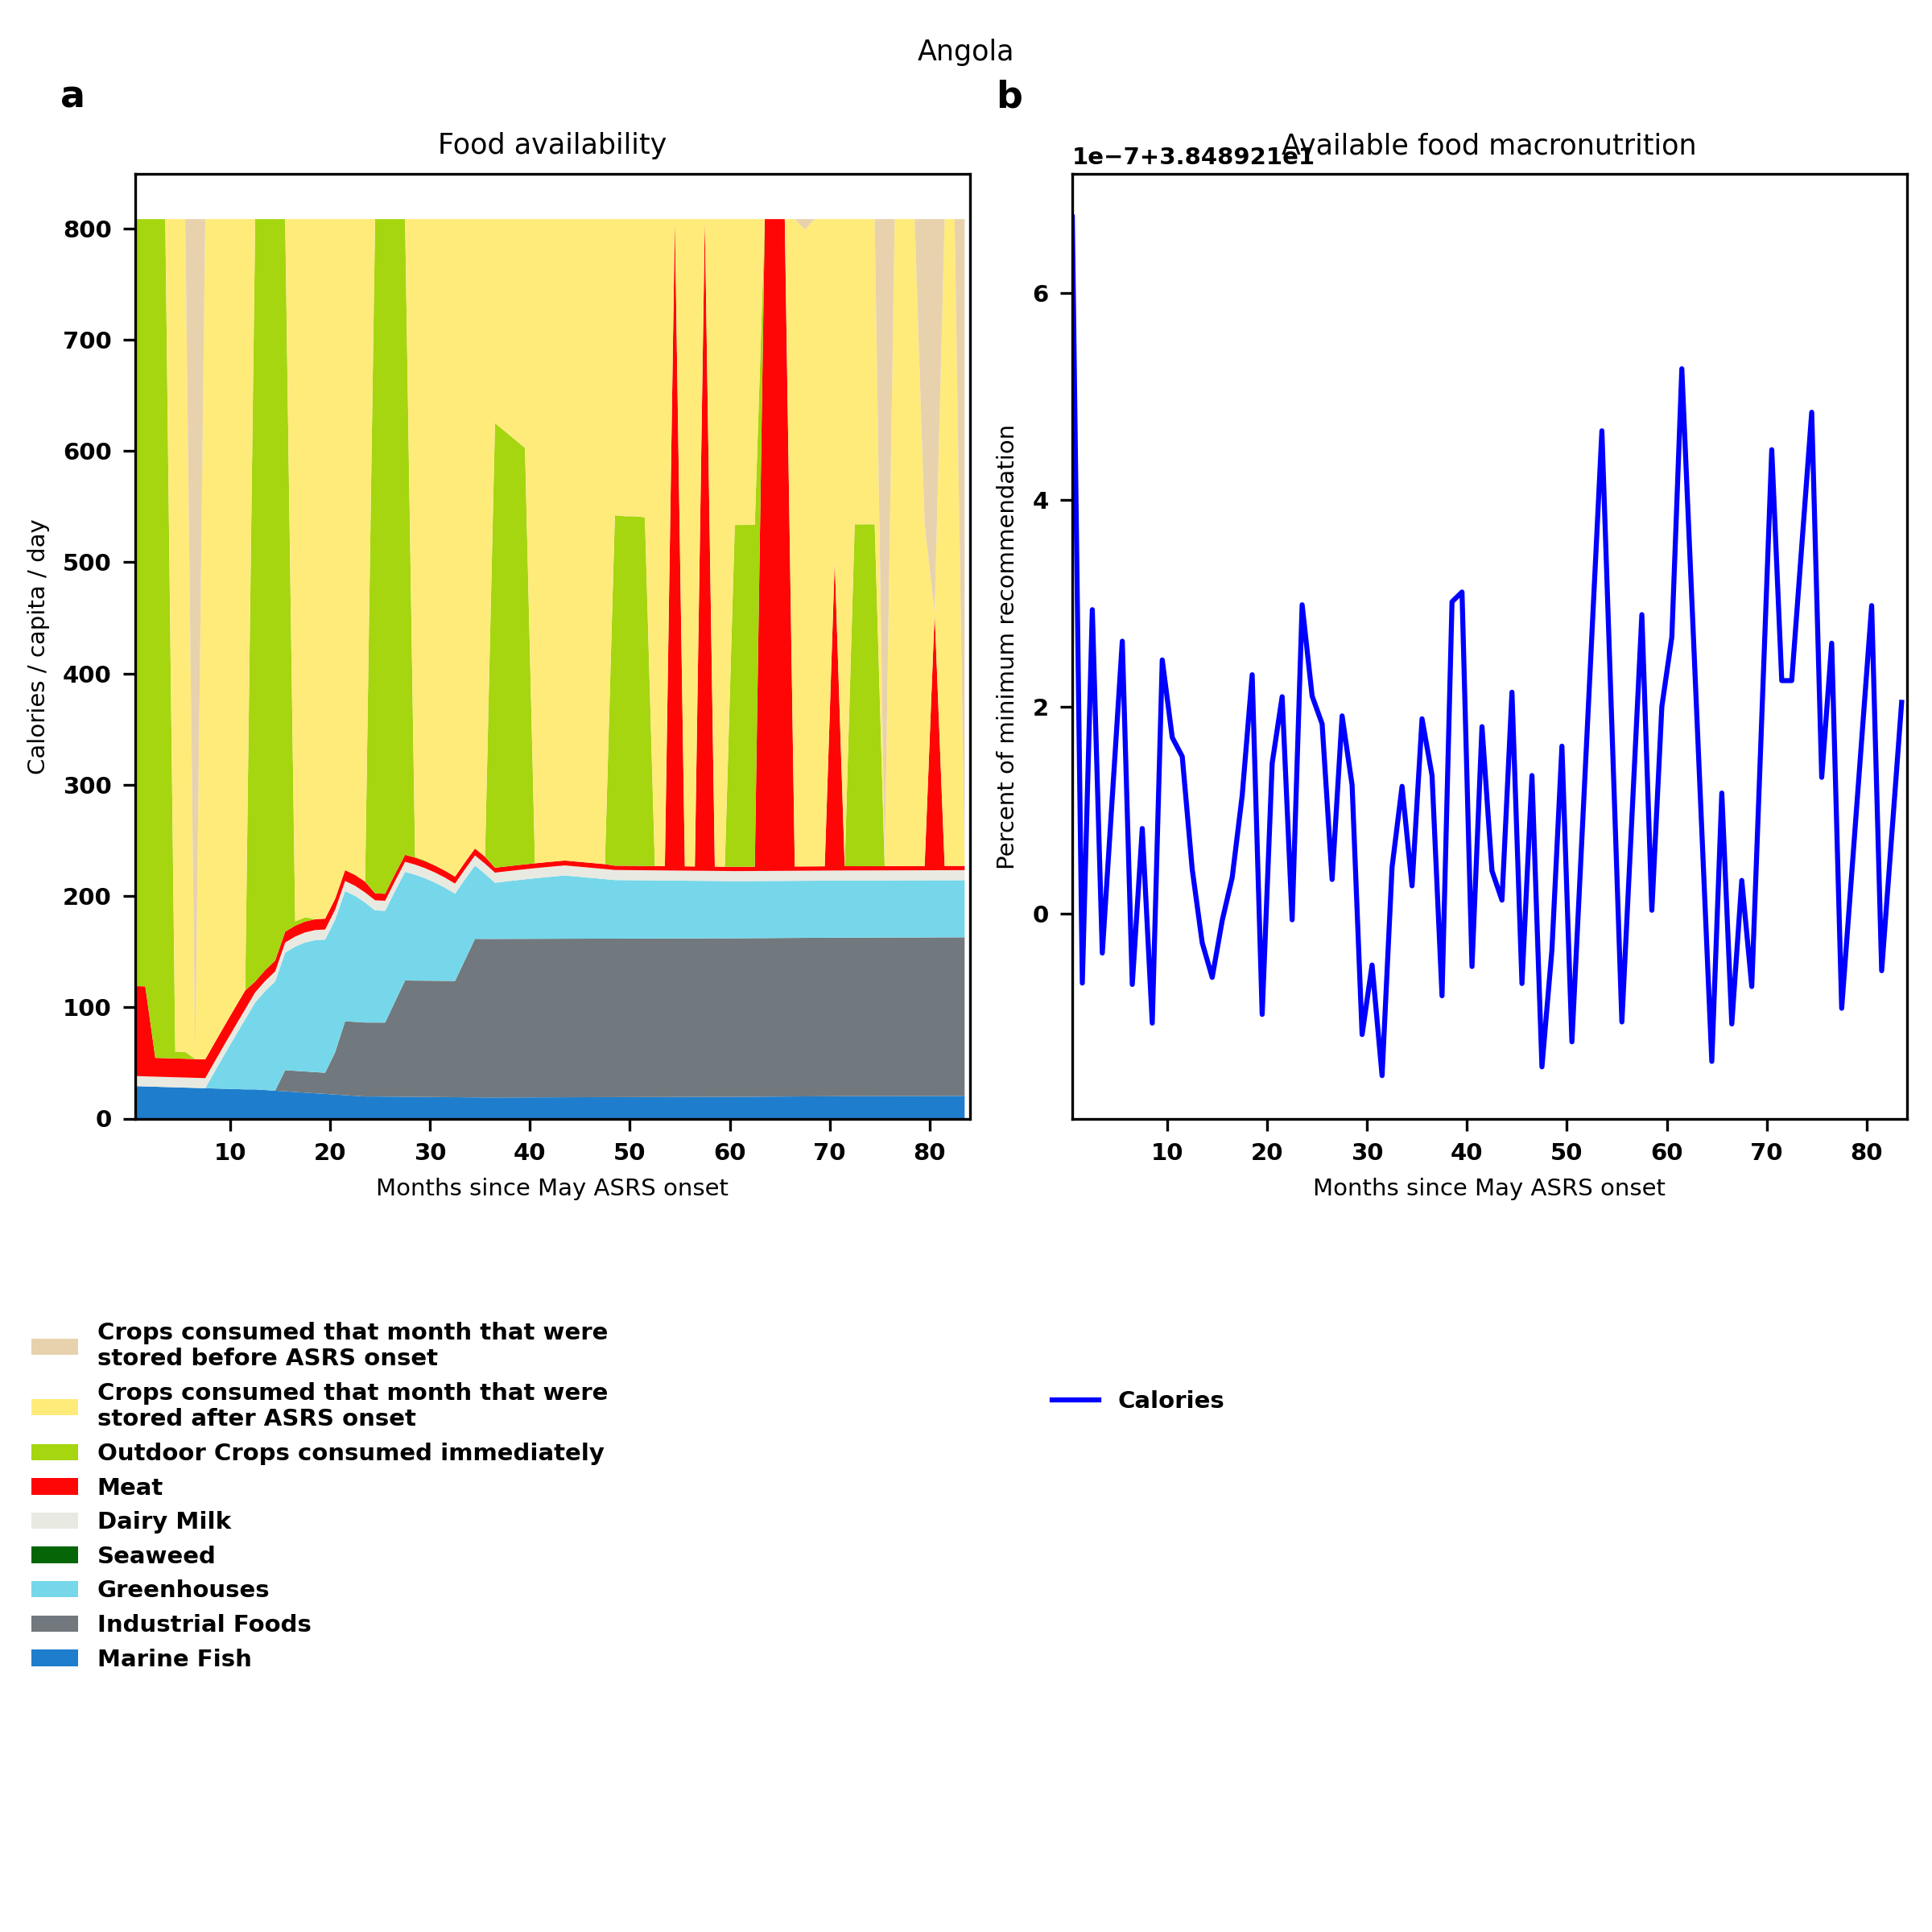 Angola
a
Food availability
800
700
600
500
400
300
200
100
0
Calories / capita / day
10 20 30 40 50 60 70 80
Months since May ASRS onset
b
Available food macronutrition
1e−7+3.848921e1
6
4
2
0
Percent of minimum recommendation
10 20 30 40 50 60 70 80
Months since May ASRS onset
Crops consumed that month that were
stored before ASRS onset
Crops consumed that month that were
stored after ASRS onset
Outdoor Crops consumed immediately
Meat
Dairy Milk
Seaweed
Greenhouses
Industrial Foods
Marine Fish
Calories